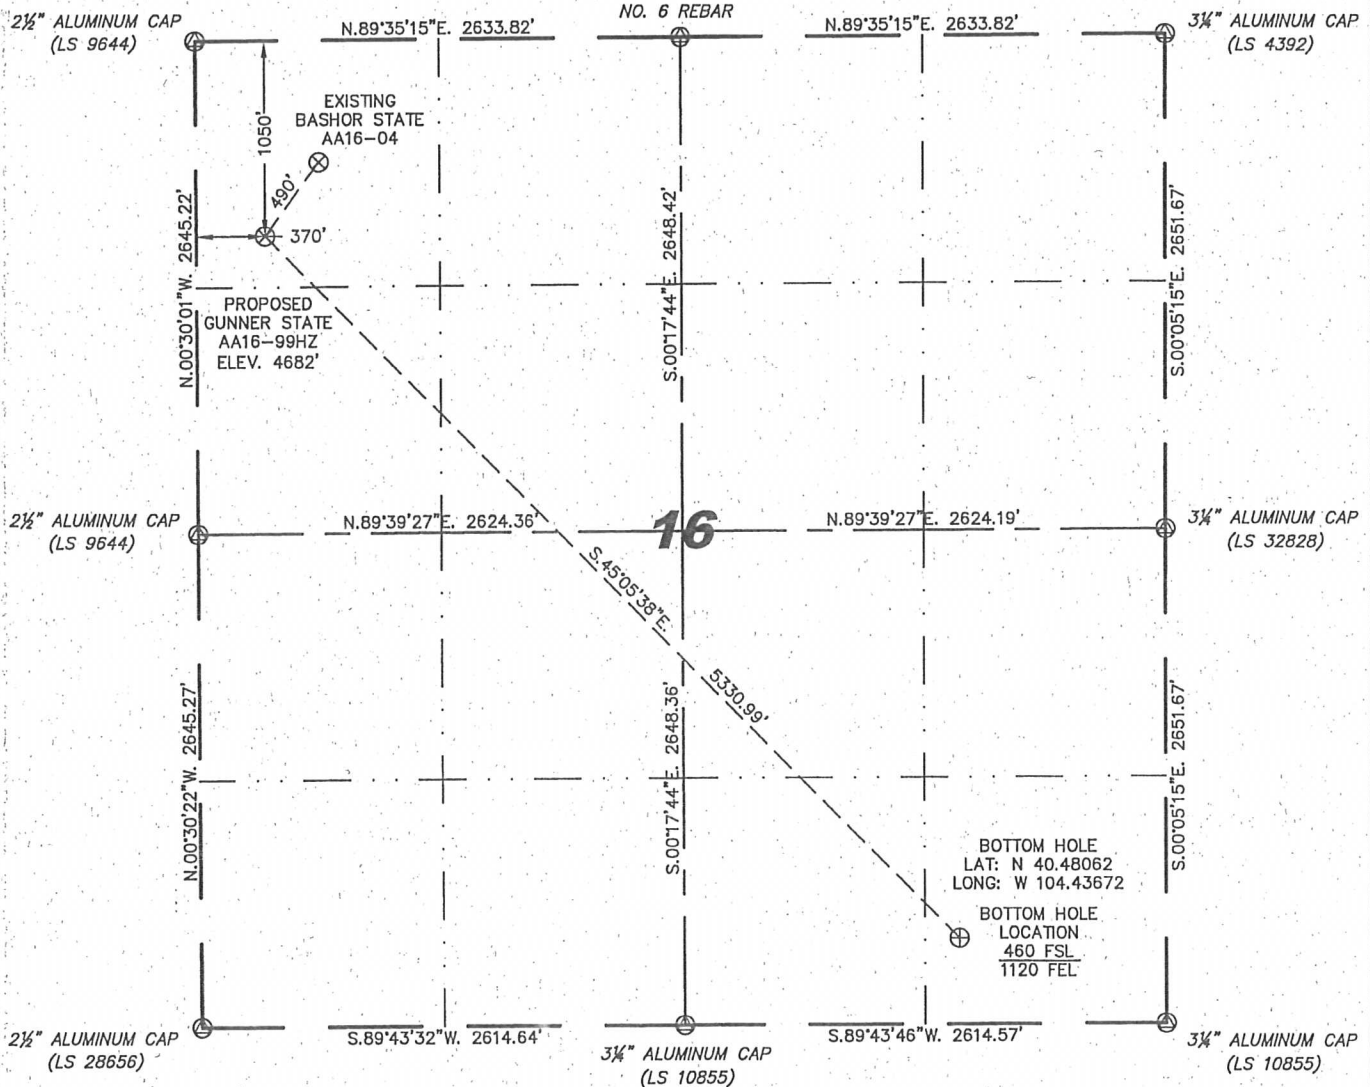 2½" ALUMINUM CAP
(LS 9644)
N.89°35'15"E. 2633.82'
NO. 6 REBAR
N.89°35'15"E. 2633.82'
3¼" ALUMINUM CAP
(LS 4392)
1050'
EXISTING
BASHOR STATE
AA16-04
490'
370'
N.00°30'01"W. 2645.22'
S.00°17'44"E. 2648.42'
S.00°05'15"E. 2651.67'
PROPOSED
GUNNER STATE
AA16-99HZ
ELEV. 4682'
2½" ALUMINUM CAP
(LS 9644)
N.89°39'27"E. 2624.36'
16
N.89°39'27"E. 2624.19'
3¼" ALUMINUM CAP
(LS 32828)
S.45°05'38"E.
5330.99'
N.00°30'22"W. 2645.27'
S.00°17'44"E. 2648.36'
S.00°05'15"E. 2651.67'
BOTTOM HOLE
LAT: N 40.48062
LONG: W 104.43672
BOTTOM HOLE
LOCATION
460 FSL
1120 FEL
2½" ALUMINUM CAP
(LS 28656)
S.89°43'32"W. 2614.64'
3¼" ALUMINUM CAP
(LS 10855)
S.89°43'46"W. 2614.57'
3¼" ALUMINUM CAP
(LS 10855)